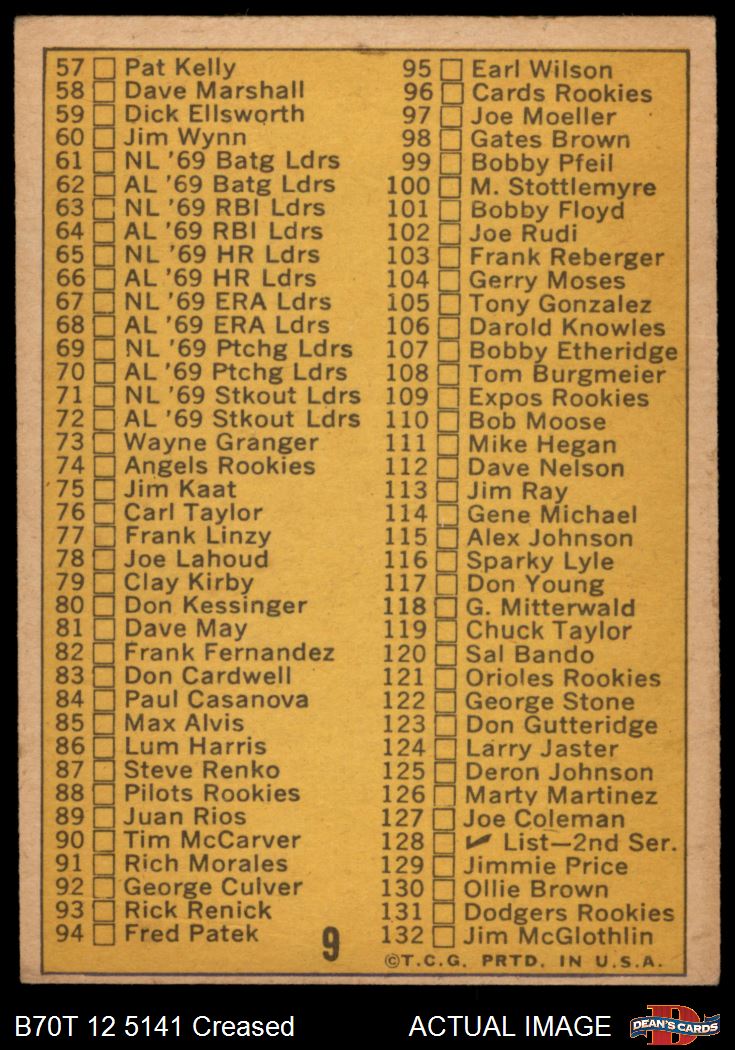 57 Pat Kelly
58 Dave Marshall
59 Dick Ellsworth
60 Jim Wynn
61 NL '69 Batg Ldrs
62 AL '69 Batg Ldrs
63 NL '69 RBI Ldrs
64 AL '69 RBI Ldrs
65 NL '69 HR Ldrs
66 AL '69 HR Ldrs
67 NL '69 ERA Ldrs
68 AL '69 ERA Ldrs
69 NL '69 Ptchg Ldrs
70 AL '69 Ptchg Ldrs
71 NL '69 Stkout Ldrs
72 AL '69 Stkout Ldrs
73 Wayne Granger
74 Angels Rookies
75 Jim Kaat
76 Carl Taylor
77 Frank Linzy
78 Joe Lahoud
79 Clay Kirby
80 Don Kessinger
81 Dave May
82 Frank Fernandez
83 Don Cardwell
84 Paul Casanova
85 Max Alvis
86 Lum Harris
87 Steve Renko
88 Pilots Rookies
89 Juan Rios
90 Tim McCarver
91 Rich Morales
92 George Culver
93 Rick Renick
94 Fred Patek
9
95 Earl Wilson
96 Cards Rookies
97 Joe Moeller
98 Gates Brown
99 Bobby Pfeil
100 M. Stottlemyre
101 Bobby Floyd
102 Joe Rudi
103 Frank Reberger
104 Gerry Moses
105 Tony Gonzalez
106 Darold Knowles
107 Bobby Etheridge
108 Tom Burgmeier
109 Expos Rookies
110 Bob Moose
111 Mike Hegan
112 Dave Nelson
113 Jim Ray
114 Gene Michael
115 Alex Johnson
116 Sparky Lyle
117 Don Young
118 G. Mitterwald
119 Chuck Taylor
120 Sal Bando
121 Orioles Rookies
122 George Stone
123 Don Gutteridge
124 Larry Jaster
125 Deron Johnson
126 Marty Martinez
127 Joe Coleman
128 ✓ List—2nd Ser.
129 Jimmie Price
130 Ollie Brown
131 Dodgers Rookies
132 Jim McGlothlin
©T.C.G. PRTD. IN U.S.A.
B70T 12 5141 Creased
ACTUAL IMAGE
DEAN'S CARDS